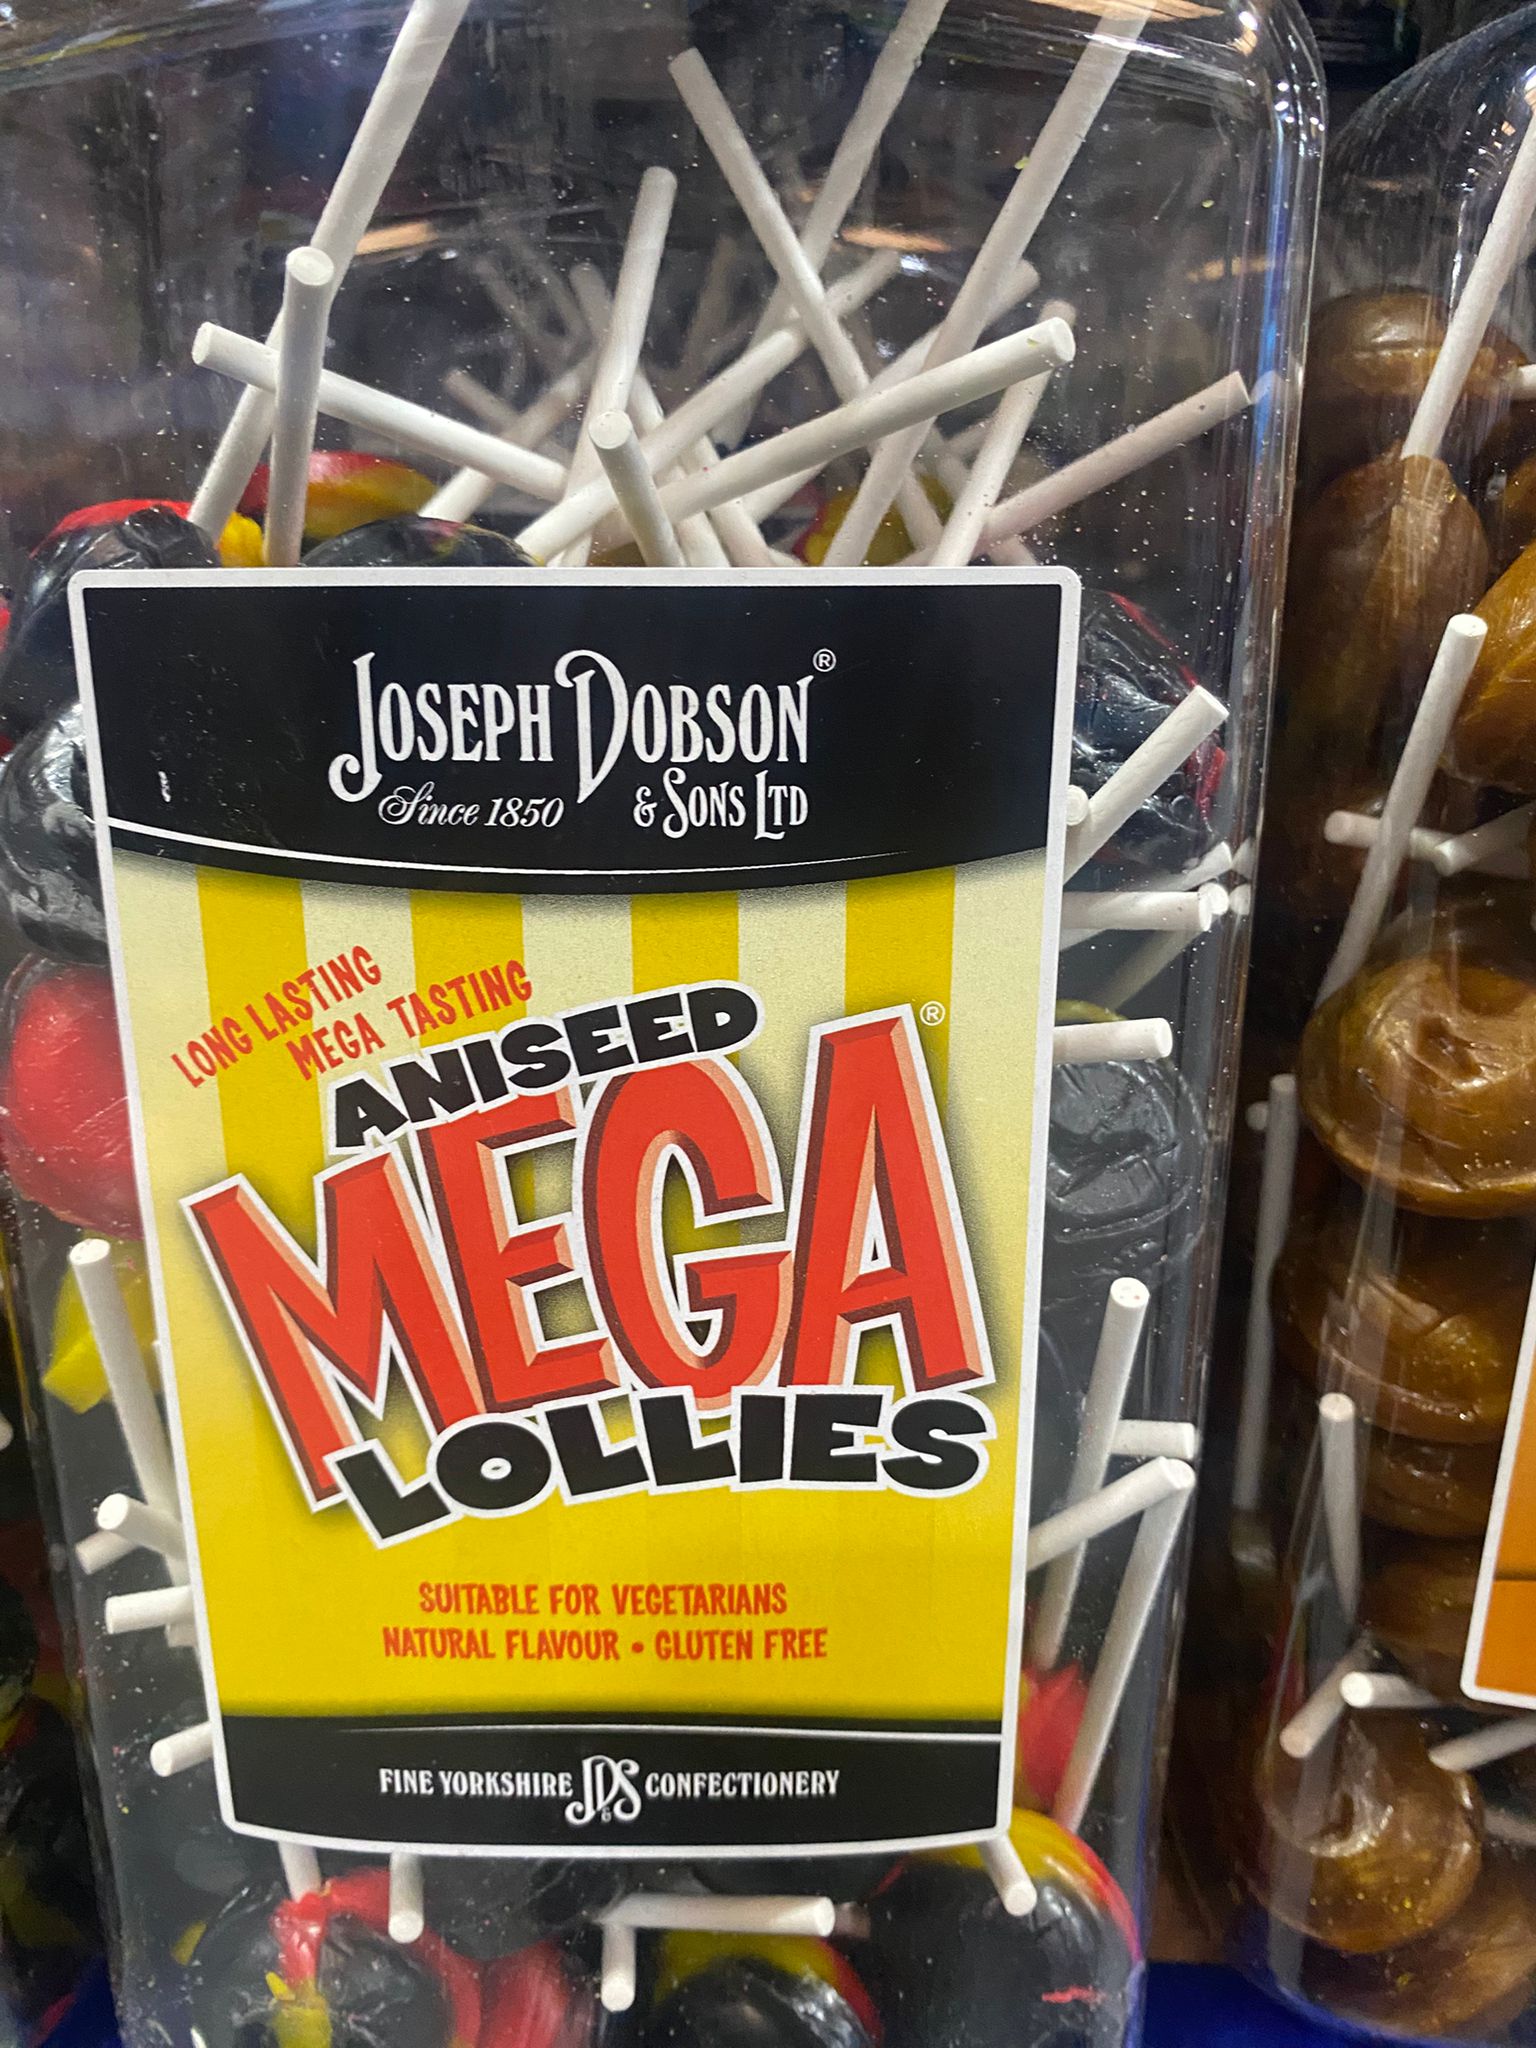 JOSEPH DOBSON®
Since 1850 & SONS LTD
LONG LASTING
MEGA TASTING
ANISEED
MEGA®
LOLLIES
SUITABLE FOR VEGETARIANS
NATURAL FLAVOUR • GLUTEN FREE
FINE YORKSHIRE JD&S CONFECTIONERY